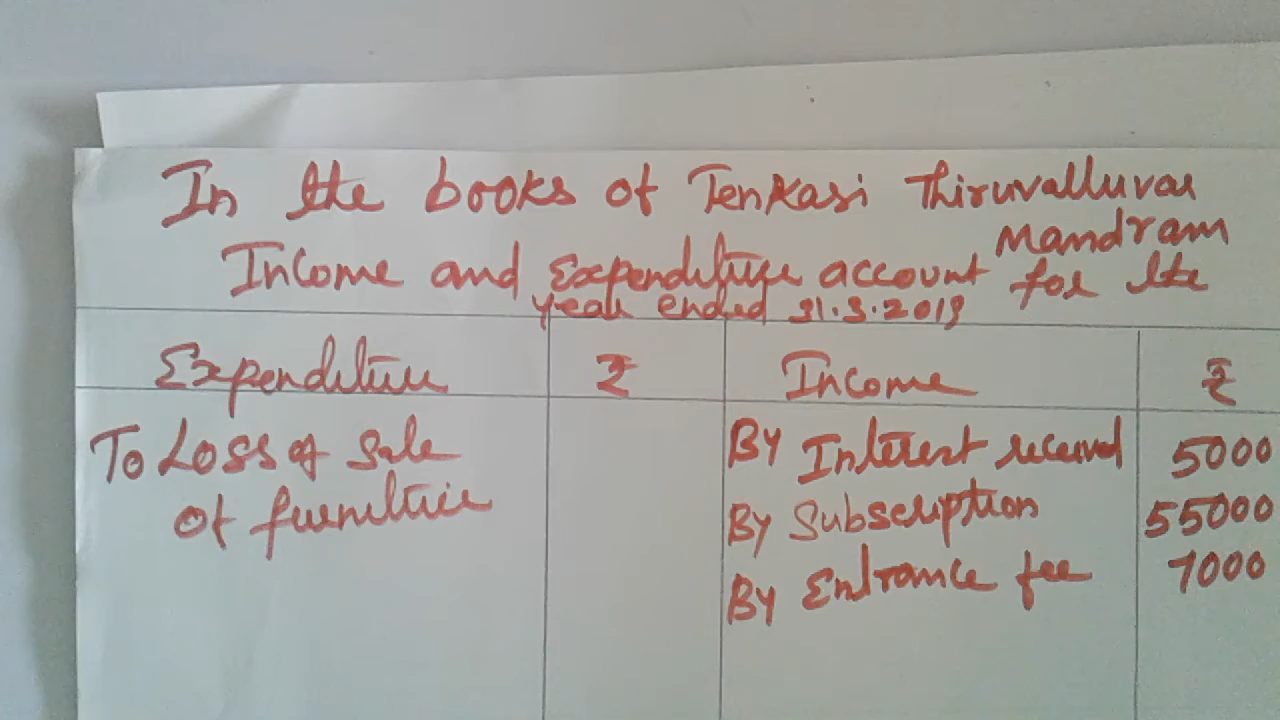 In the books of Tenkasi Thiruvalluvar
Mandram
Income and Expenditure account for the
year ended 31.3.2019
Expenditure ₹ Income ₹
To Loss of Sale By Interest received 5000
of furniture By Subscription 55000
By Entrance fee 7000